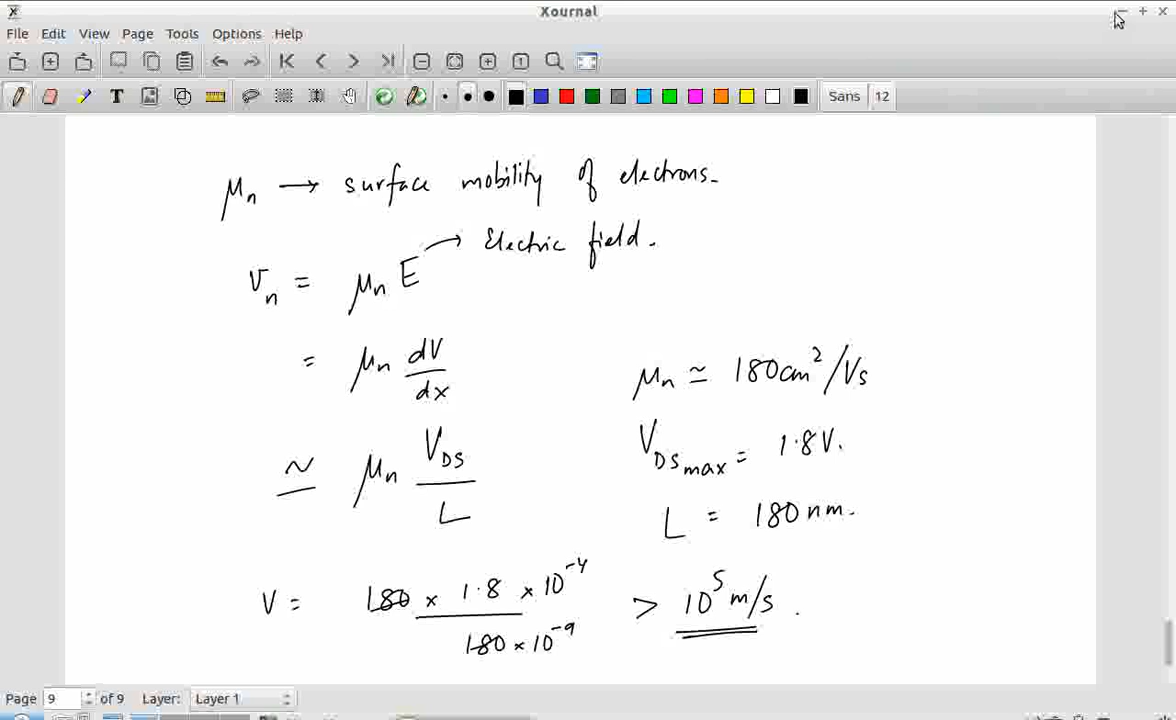 Xournal
File Edit View Page Tools Options Help
Sans 12
μn → surface mobility of electrons.
vn = μn E → Electric field.
= μn dV/dx
μn ≃ 180cm²/Vs
≃ μn VDS/L
VDSmax = 1.8V.
L = 180nm.
V = 180 × 1.8 × 10⁻⁴ / 180 × 10⁻⁹ > 10⁵ m/s.
Page 9 of 9 Layer: Layer 1